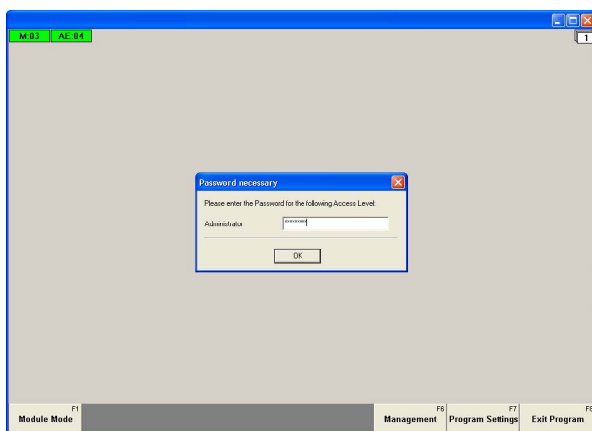 M:03 AE:04
1
Password necessary
Please enter the Password for the following Access Level:
Administrator
OK
F1 F6 F7 F8
Module Mode Management Program Settings Exit Program